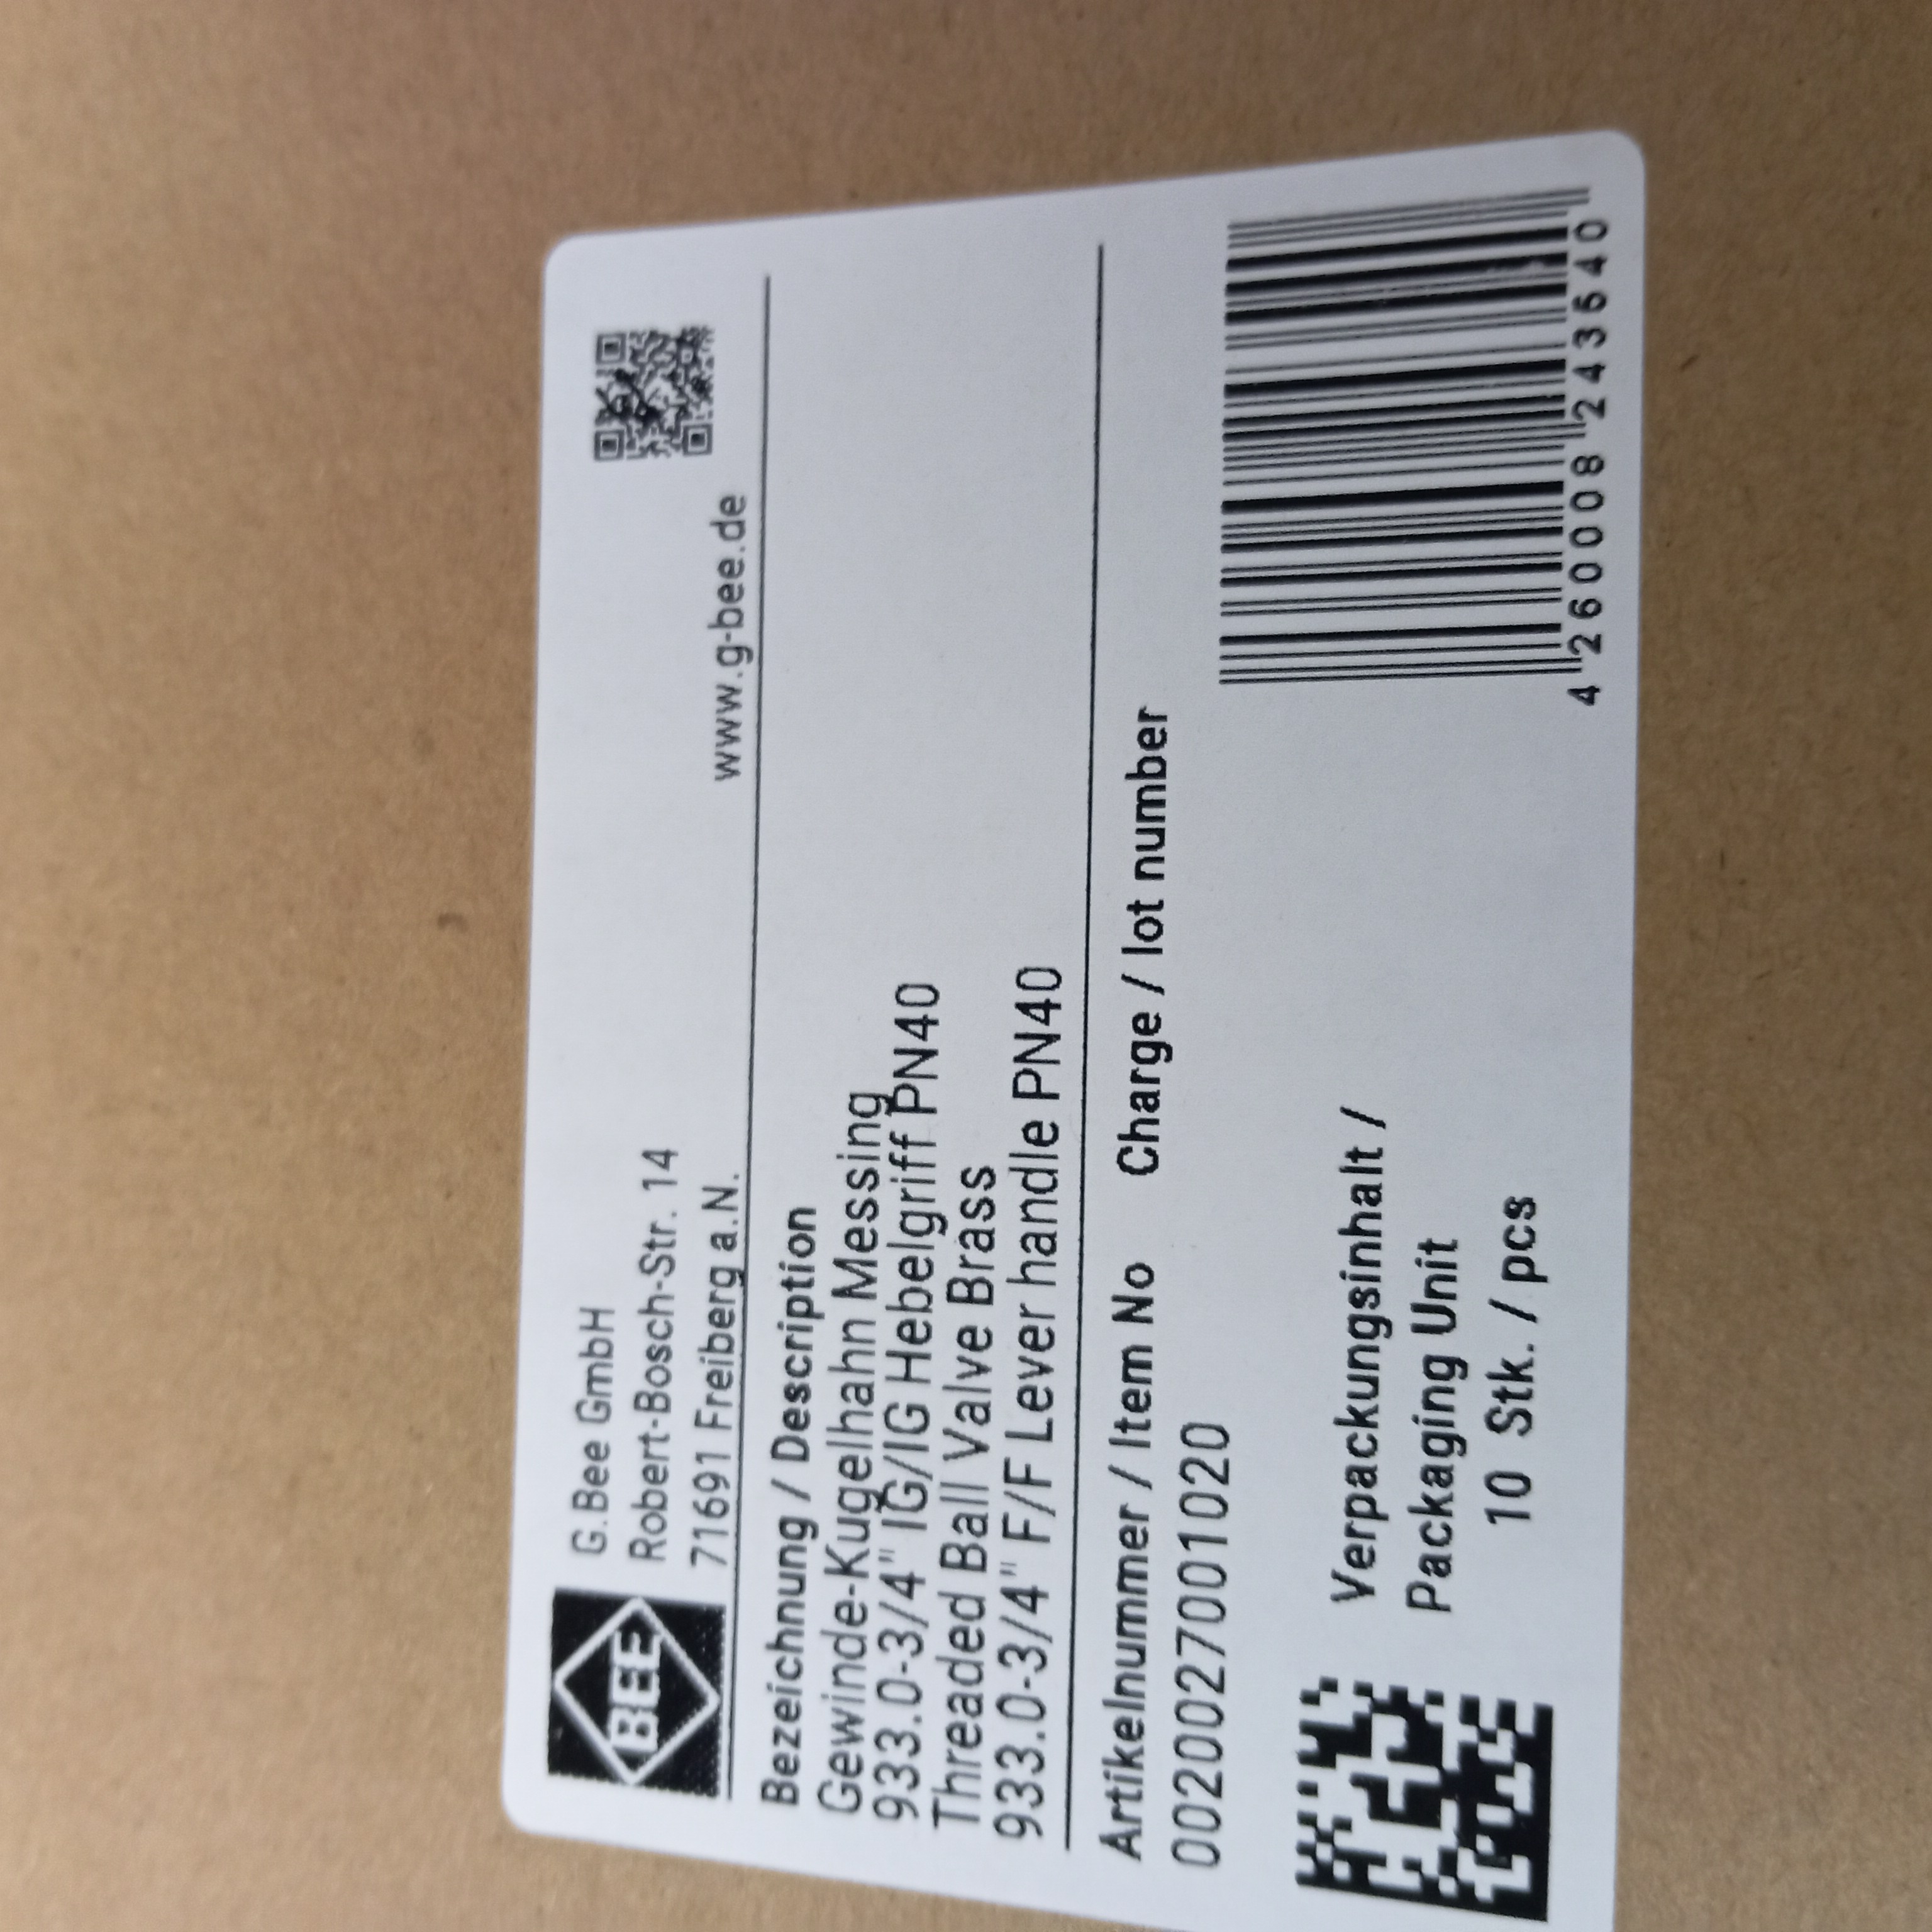 BEE
G.Bee GmbH
Robert-Bosch-Str. 14
71691 Freiberg a.N.
www.g-bee.de
Bezeichnung / Description
Gewinde-Kugelhahn Messing
933.0-3/4" IG/IG Hebelgriff PN40
Threaded Ball Valve Brass
933.0-3/4" F/F Lever handle PN40
Artikelnummer / Item No
Charge / lot number
0020027001020
Verpackungsinhalt /
Packaging Unit
10 Stk. / pcs
4 260008 243640